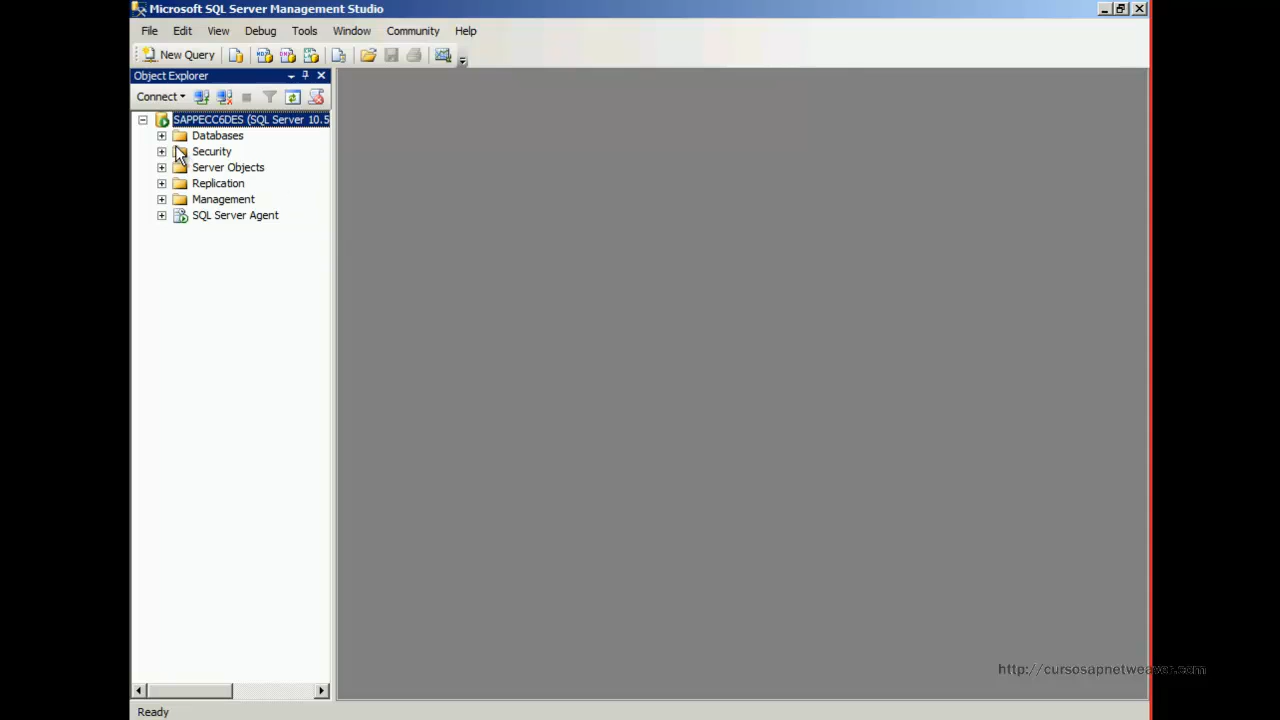 Microsoft SQL Server Management Studio
File Edit View Debug Tools Window Community Help
New Query
Object Explorer
Connect
SAPPECC6DES (SQL Server 10.5
Databases
Security
Server Objects
Replication
Management
SQL Server Agent
http://cursosapnetweaver.com
Ready